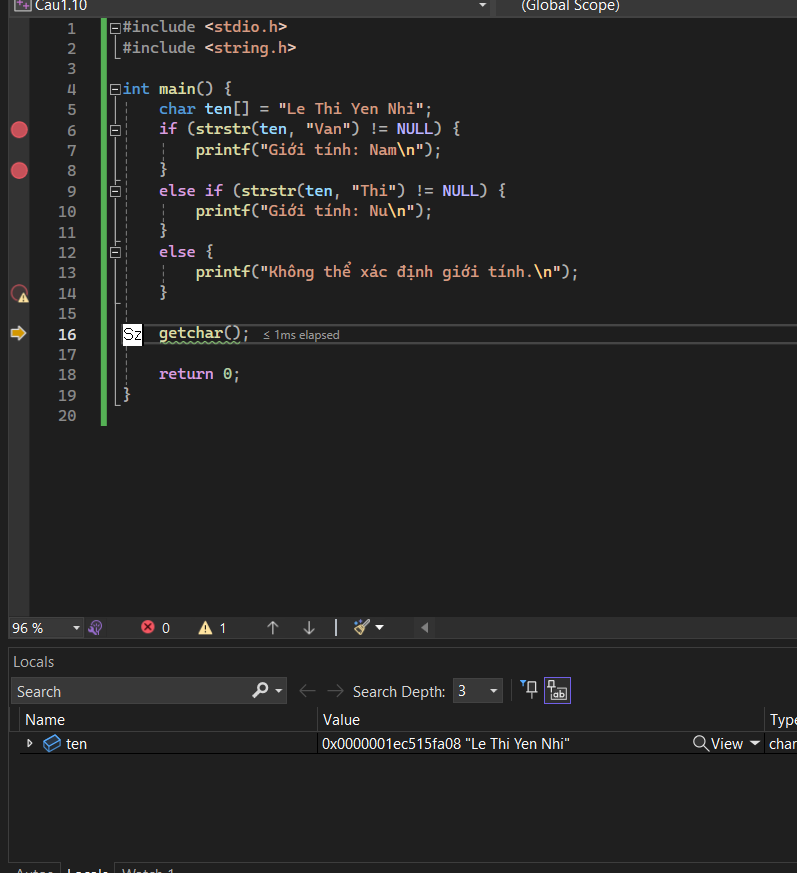 Cau1.10 (Global Scope)
1 #include <stdio.h>
2 #include <string.h>
3
4 int main() {
5 char ten[] = "Le Thi Yen Nhi";
6 if (strstr(ten, "Van") != NULL) {
7 printf("Giới tính: Nam\n");
8 }
9 else if (strstr(ten, "Thi") != NULL) {
10 printf("Giới tính: Nu\n");
11 }
12 else {
13 printf("Không thể xác định giới tính.\n");
14 }
15
16 Sz getchar(); ≤ 1ms elapsed
17
18 return 0;
19 }
20
96 % 0 1
Locals
Search Search Depth: 3
Name Value Type
ten 0x0000001ec515fa08 "Le Thi Yen Nhi" View char
Autos Locals Watch 1